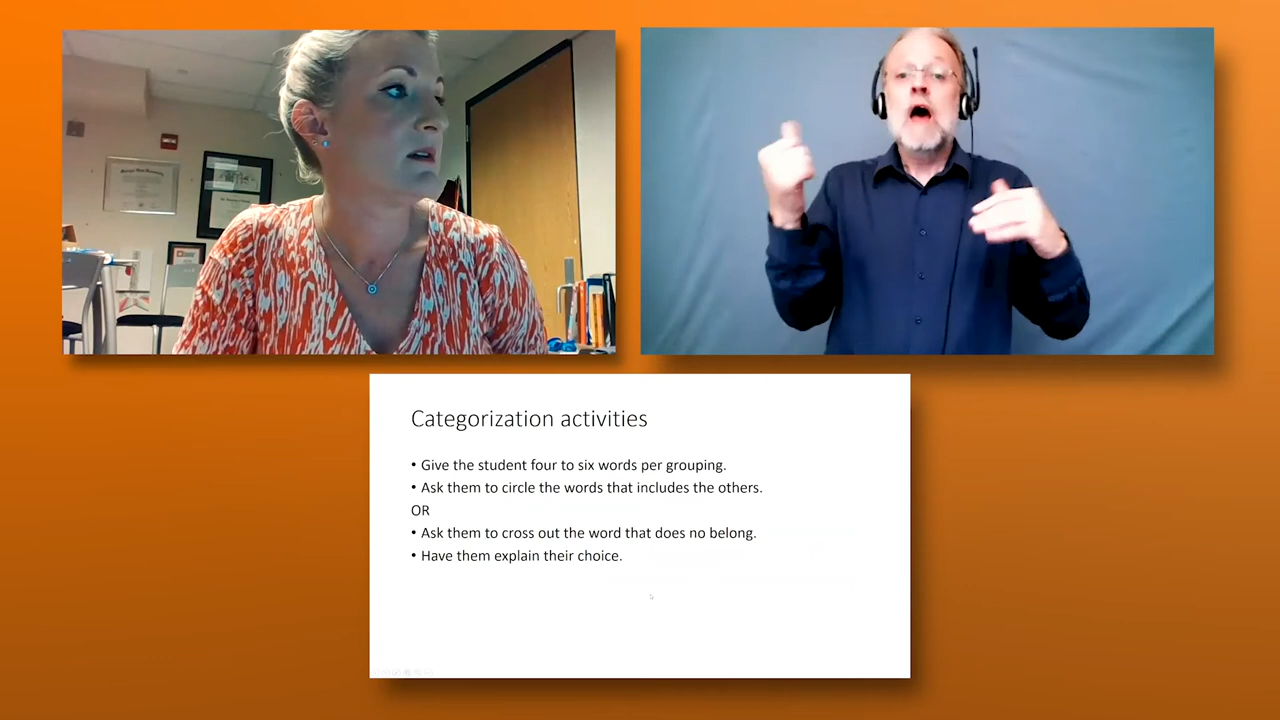 Categorization activities
• Give the student four to six words per grouping.
• Ask them to circle the words that includes the others.
OR
• Ask them to cross out the word that does no belong.
• Have them explain their choice.